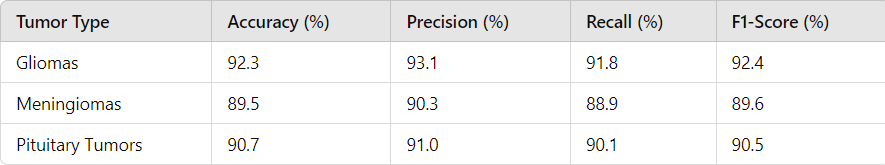 Tumor Type Accuracy (%) Precision (%) Recall (%) F1-Score (%)
Gliomas 92.3 93.1 91.8 92.4
Meningiomas 89.5 90.3 88.9 89.6
Pituitary Tumors 90.7 91.0 90.1 90.5